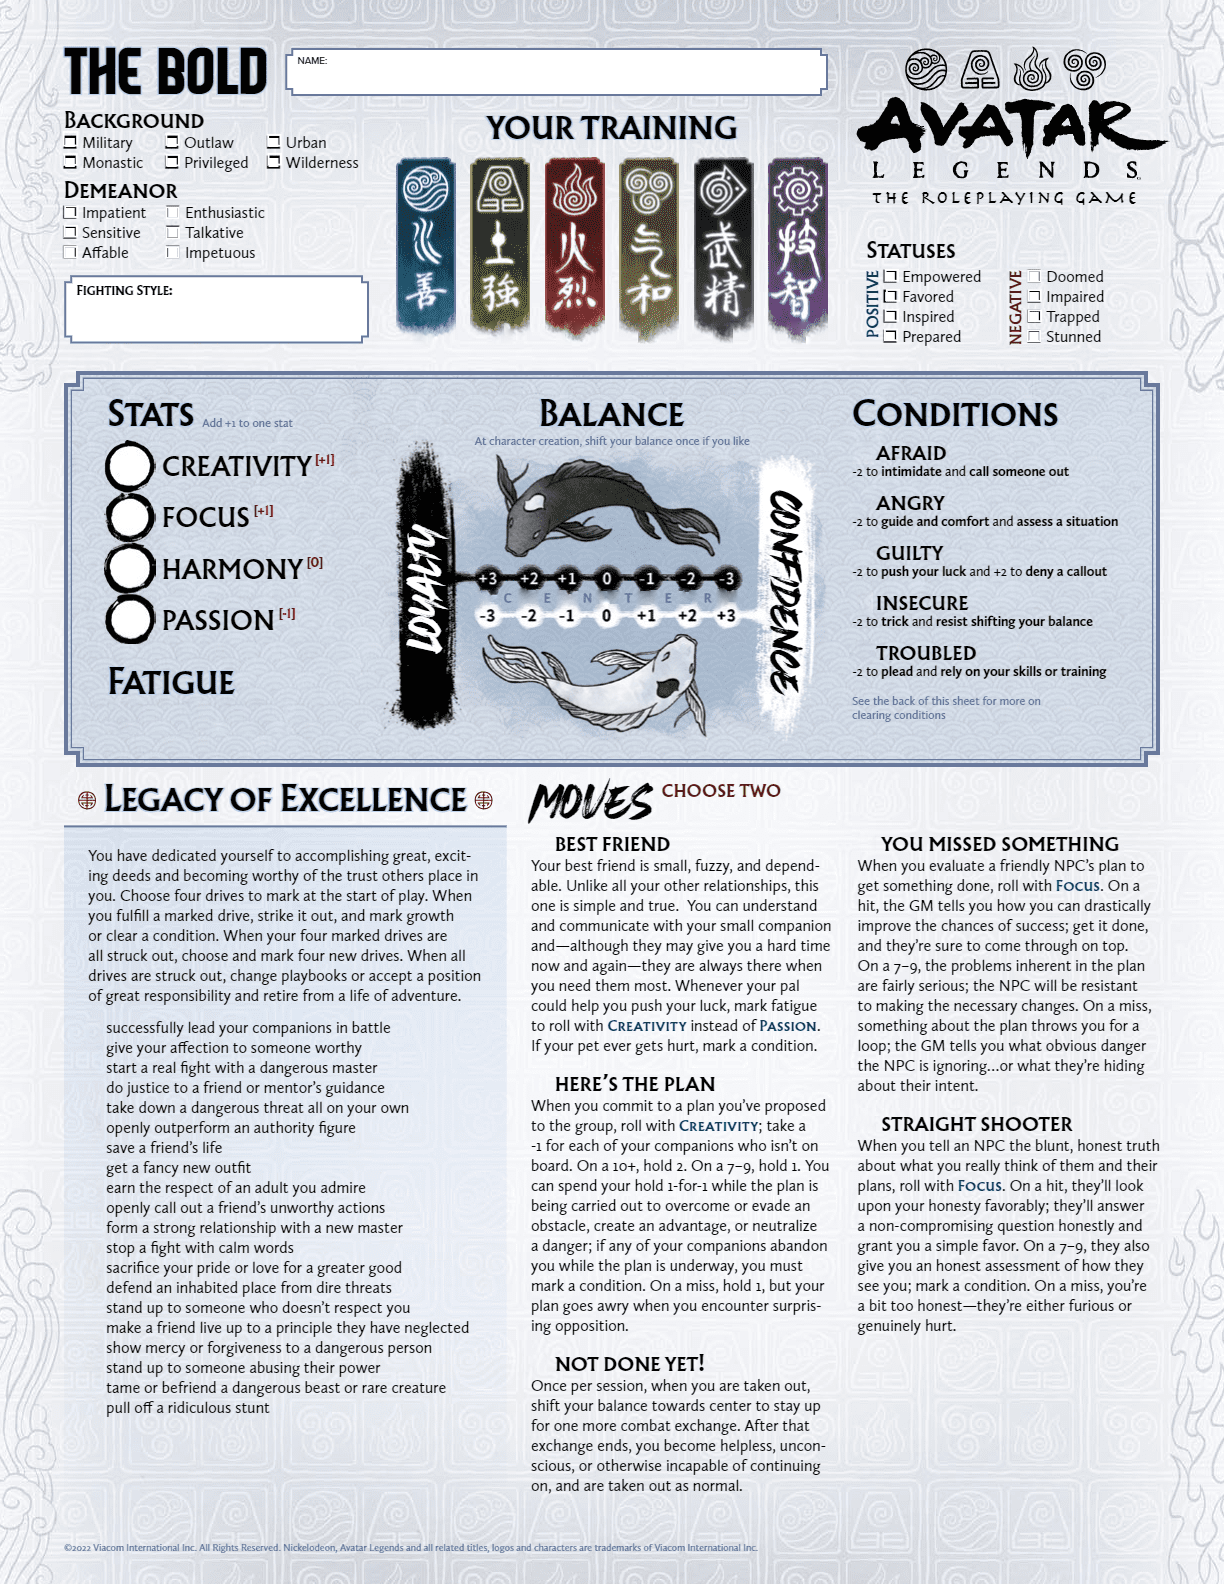 THE BOLD
NAME:
BACKGROUND
Military
Outlaw
Urban
Monastic
Privileged
Wilderness
DEMEANOR
Impatient
Enthusiastic
Sensitive
Talkative
Affable
Impetuous
FIGHTING STYLE:
YOUR TRAINING
水善
土強
火烈
气和
武精
技智
AVATAR
LEGENDS
THE ROLEPLAYING GAME
STATUSES
POSITIVE
Empowered
Favored
Inspired
Prepared
NEGATIVE
Doomed
Impaired
Trapped
Stunned
STATS Add +1 to one stat
CREATIVITY [+1]
FOCUS [+1]
HARMONY [0]
PASSION [-1]
FATIGUE
BALANCE
At character creation, shift your balance once if you like
LOYALTY
+3 +2 +1 0 -1 -2 -3
CENTER
-3 -2 -1 0 +1 +2 +3
CONFIDENCE
CONDITIONS
AFRAID
-2 to intimidate and call someone out
ANGRY
-2 to guide and comfort and assess a situation
GUILTY
-2 to push your luck and +2 to deny a callout
INSECURE
-2 to trick and resist shifting your balance
TROUBLED
-2 to plead and rely on your skills or training
See the back of this sheet for more on
clearing conditions
LEGACY OF EXCELLENCE
You have dedicated yourself to accomplishing great, excit-
ing deeds and becoming worthy of the trust others place in
you. Choose four drives to mark at the start of play. When
you fulfill a marked drive, strike it out, and mark growth
or clear a condition. When your four marked drives are
all struck out, choose and mark four new drives. When all
drives are struck out, change playbooks or accept a position
of great responsibility and retire from a life of adventure.
successfully lead your companions in battle
give your affection to someone worthy
start a real fight with a dangerous master
do justice to a friend or mentor's guidance
take down a dangerous threat all on your own
openly outperform an authority figure
save a friend's life
get a fancy new outfit
earn the respect of an adult you admire
openly call out a friend's unworthy actions
form a strong relationship with a new master
stop a fight with calm words
sacrifice your pride or love for a greater good
defend an inhabited place from dire threats
stand up to someone who doesn't respect you
make a friend live up to a principle they have neglected
show mercy or forgiveness to a dangerous person
stand up to someone abusing their power
tame or befriend a dangerous beast or rare creature
pull off a ridiculous stunt
MOVES CHOOSE TWO
BEST FRIEND
Your best friend is small, fuzzy, and depend-
able. Unlike all your other relationships, this
one is simple and true. You can understand
and communicate with your small companion
and—although they may give you a hard time
now and again—they are always there when
you need them most. Whenever your pal
could help you push your luck, mark fatigue
to roll with CREATIVITY instead of PASSION.
If your pet ever gets hurt, mark a condition.
HERE'S THE PLAN
When you commit to a plan you've proposed
to the group, roll with CREATIVITY; take a
-1 for each of your companions who isn't on
board. On a 10+, hold 2. On a 7–9, hold 1. You
can spend your hold 1-for-1 while the plan is
being carried out to overcome or evade an
obstacle, create an advantage, or neutralize
a danger; if any of your companions abandon
you while the plan is underway, you must
mark a condition. On a miss, hold 1, but your
plan goes awry when you encounter surpris-
ing opposition.
NOT DONE YET!
Once per session, when you are taken out,
shift your balance towards center to stay up
for one more combat exchange. After that
exchange ends, you become helpless, uncon-
scious, or otherwise incapable of continuing
on, and are taken out as normal.
YOU MISSED SOMETHING
When you evaluate a friendly NPC's plan to
get something done, roll with FOCUS. On a
hit, the GM tells you how you can drastically
improve the chances of success; get it done,
and they're sure to come through on top.
On a 7–9, the problems inherent in the plan
are fairly serious; the NPC will be resistant
to making the necessary changes. On a miss,
something about the plan throws you for a
loop; the GM tells you what obvious danger
the NPC is ignoring...or what they're hiding
about their intent.
STRAIGHT SHOOTER
When you tell an NPC the blunt, honest truth
about what you really think of them and their
plans, roll with FOCUS. On a hit, they'll look
upon your honesty favorably; they'll answer
a non-compromising question honestly and
grant you a simple favor. On a 7–9, they also
give you an honest assessment of how they
see you; mark a condition. On a miss, you're
a bit too honest—they're either furious or
genuinely hurt.
©2022 Viacom International Inc. All Rights Reserved. Nickelodeon, Avatar Legends and all related titles, logos and characters are trademarks of Viacom International Inc.